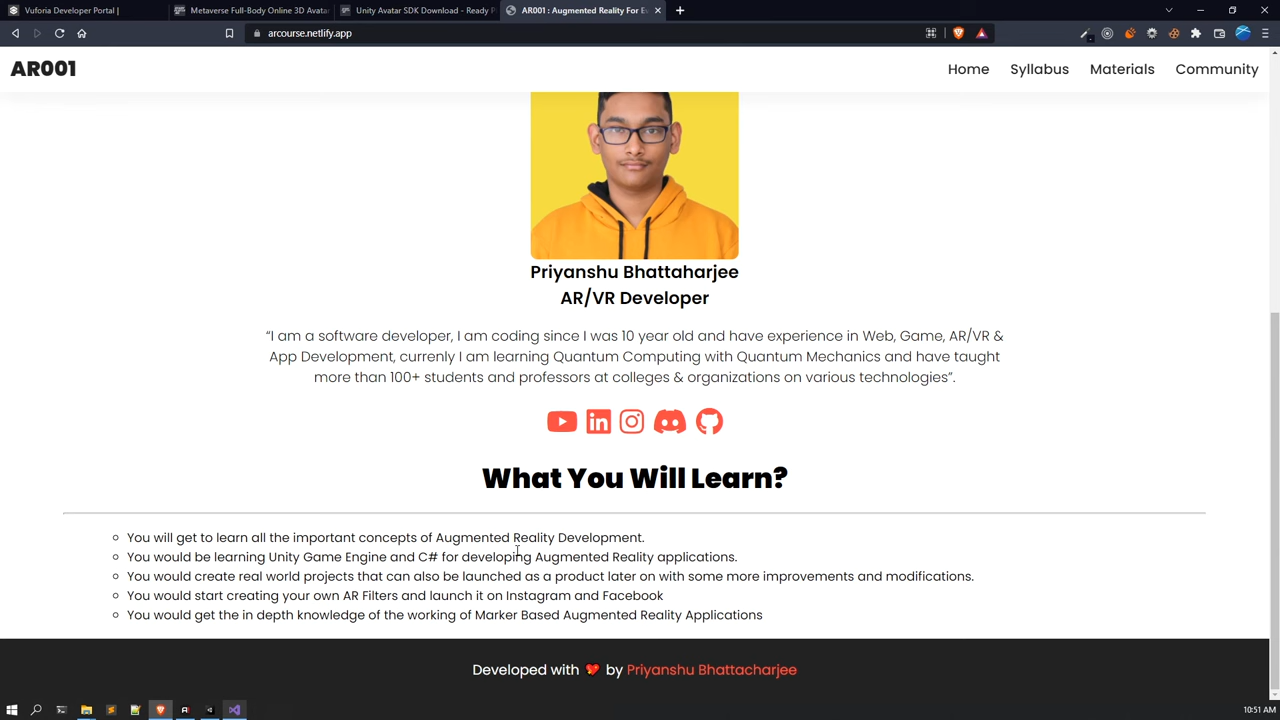 Vuforia Developer Portal |
Metaverse Full-Body Online 3D Avata
Unity Avatar SDK Download - Ready P
AR001 : Augmented Reality For Ev
arcourse.netlify.app
AR001
Home
Syllabus
Materials
Community
Priyanshu Bhattaharjee
AR/VR Developer
“I am a software developer, I am coding since I was 10 year old and have experience in Web, Game, AR/VR &
App Development, currenly I am learning Quantum Computing with Quantum Mechanics and have taught
more than 100+ students and professors at colleges & organizations on various technologies”.
What You Will Learn?
You will get to learn all the important concepts of Augmented Reality Development.
You would be learning Unity Game Engine and C# for developing Augmented Reality applications.
You would create real world projects that can also be launched as a product later on with some more improvements and modifications.
You would start creating your own AR Filters and launch it on Instagram and Facebook
You would get the in depth knowledge of the working of Marker Based Augmented Reality Applications
Developed with ❤️ by Priyanshu Bhattacharjee
10:51 AM